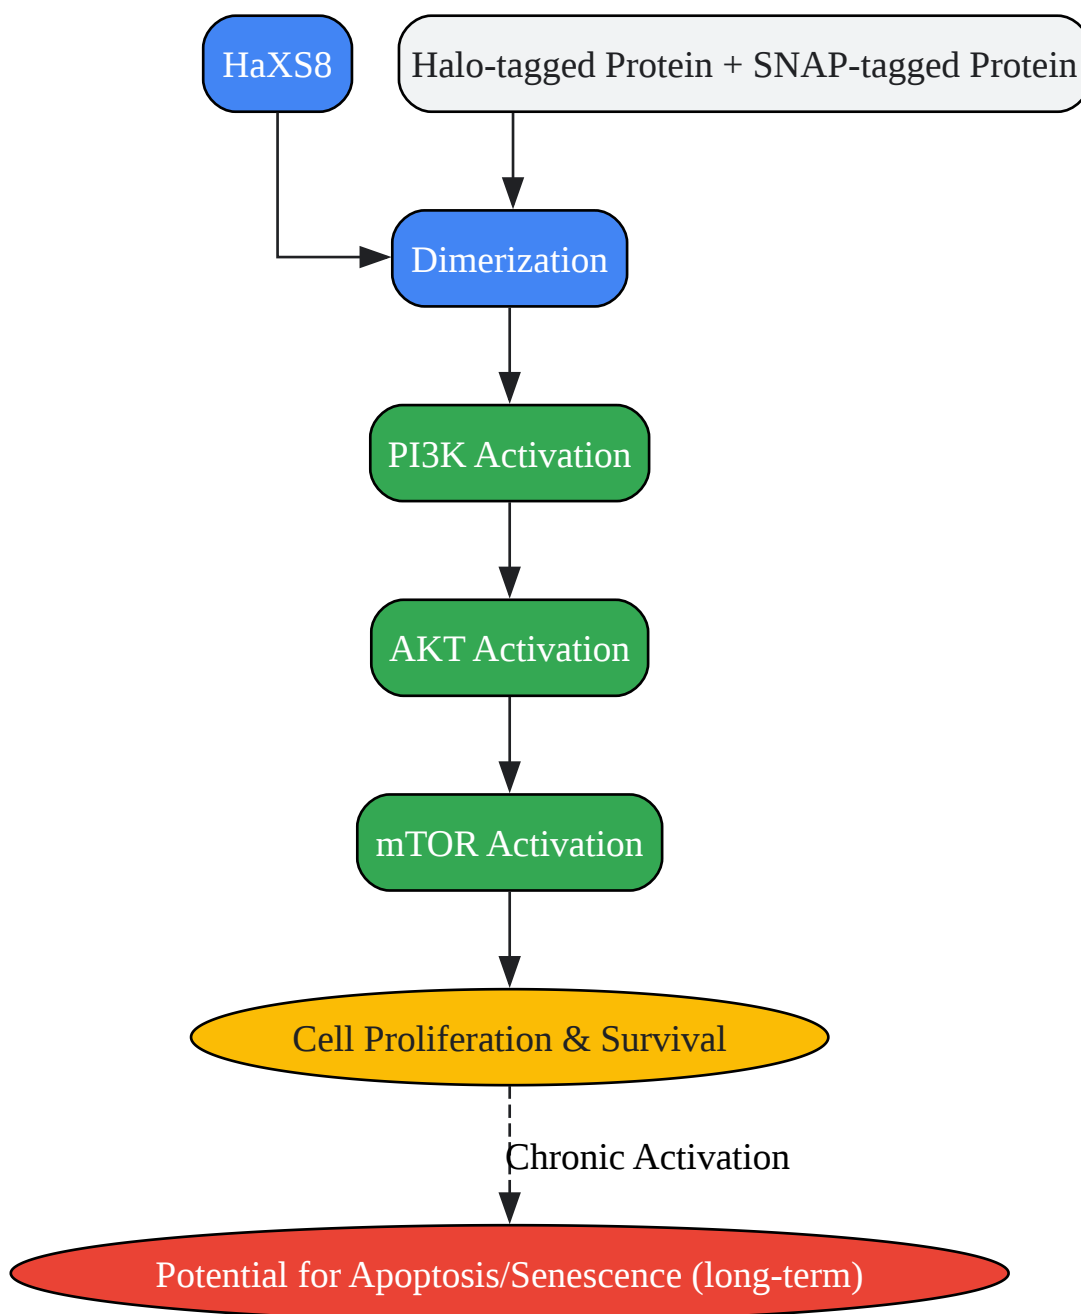 HaXS8
Halo-tagged Protein + SNAP-tagged Protein
Dimerization
PI3K Activation
AKT Activation
mTOR Activation
Cell Proliferation & Survival
Chronic Activation
Potential for Apoptosis/Senescence (long-term)